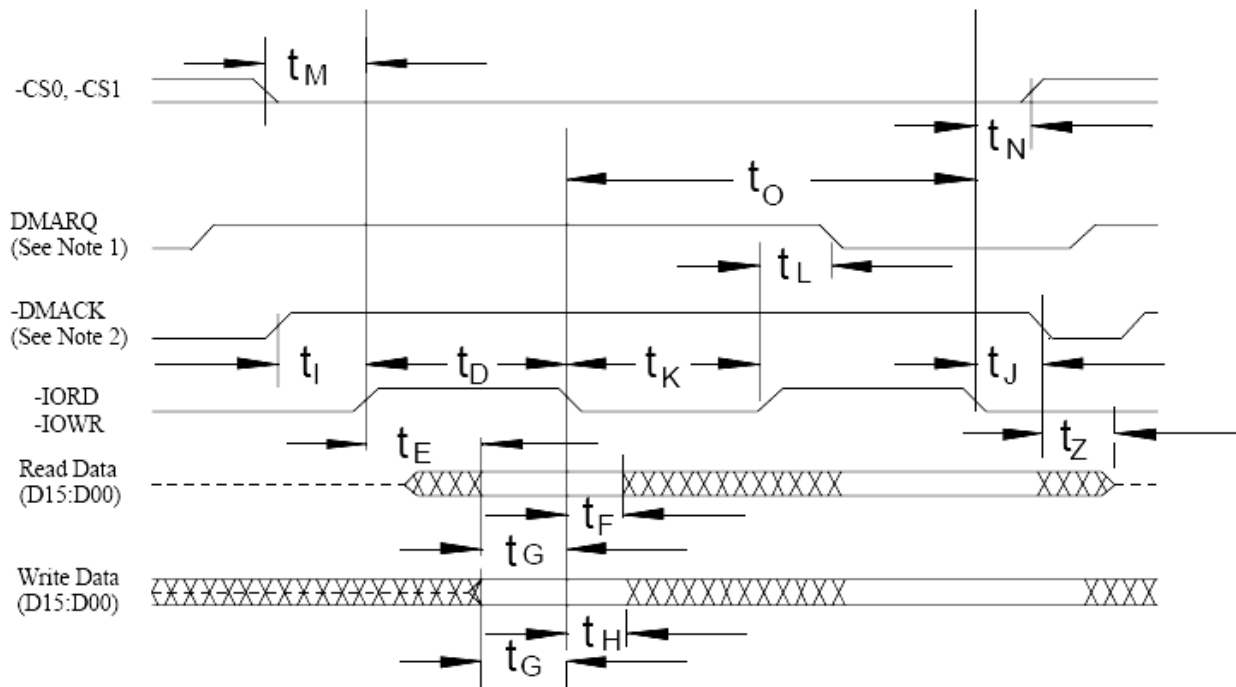 tM
-CS0, -CS1
tN
tO
DMARQ
(See Note 1)
tL
-DMACK
(See Note 2)
tI
tD
tK
tJ
-IORD
-IOWR
tE
tZ
Read Data
(D15:D00)
tF
tG
Write Data
(D15:D00)
tH
tG